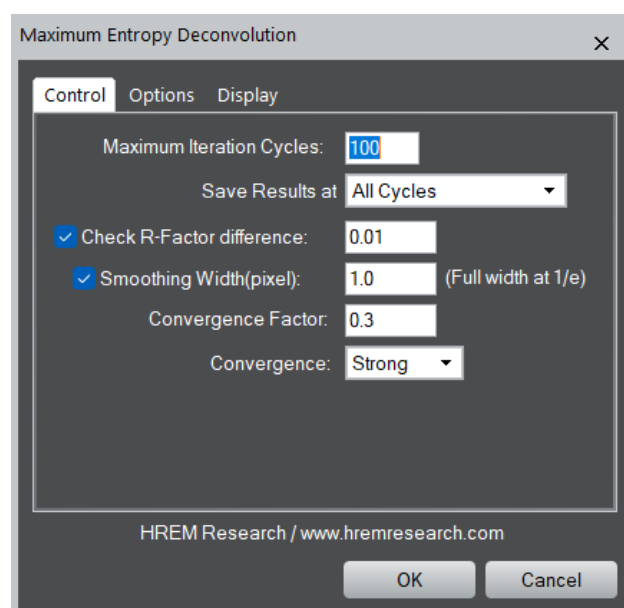 Maximum Entropy Deconvolution
Control Options Display
Maximum Iteration Cycles: 100
Save Results at All Cycles
Check R-Factor difference: 0.01
Smoothing Width(pixel): 1.0 (Full width at 1/e)
Convergence Factor: 0.3
Convergence: Strong
HREM Research / www.hremresearch.com
OK Cancel